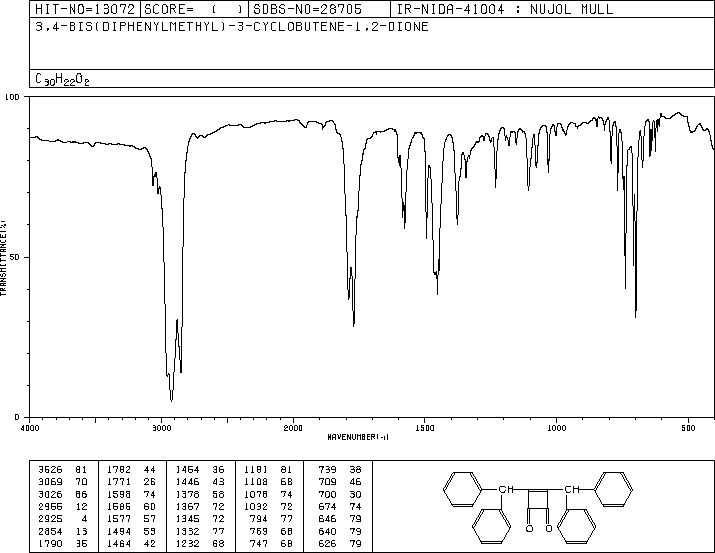 HIT-NO=13072 SCORE= ( ) SDBS-NO=28705 IR-NIDA-41004 : NUJOL MULL
3,4-BIS(DIPHENYLMETHYL)-3-CYCLOBUTENE-1,2-DIONE
C30H22O2
100
50
0
TRANSMITTANCE(%)
4000 3000 2000 1500 1000 500
WAVENUMBER(-1)
3526 81 1782 44 1454 36 1181 81 739 38
3069 70 1771 26 1446 43 1108 68 709 46
3026 66 1598 74 1378 58 1078 74 700 30
2955 12 1586 60 1367 72 1032 72 674 74
2925 4 1577 57 1345 72 794 77 646 79
2854 13 1494 53 1332 77 769 68 640 79
1790 35 1464 42 1232 68 747 68 626 79
CH CH
O O